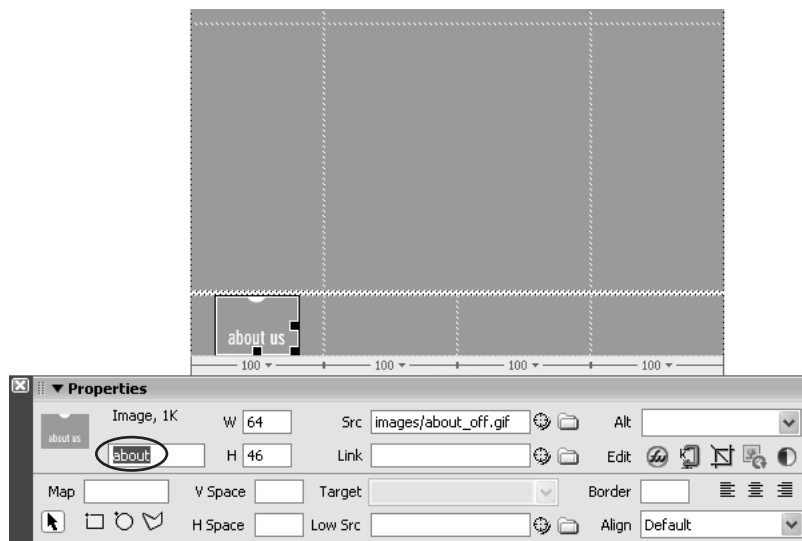 about us
100 100 100 100
Properties
Image, 1K W 64 Src images/about_off.gif Alt
about us
about H 46 Link Edit
Map V Space Target Border
H Space Low Src Align Default